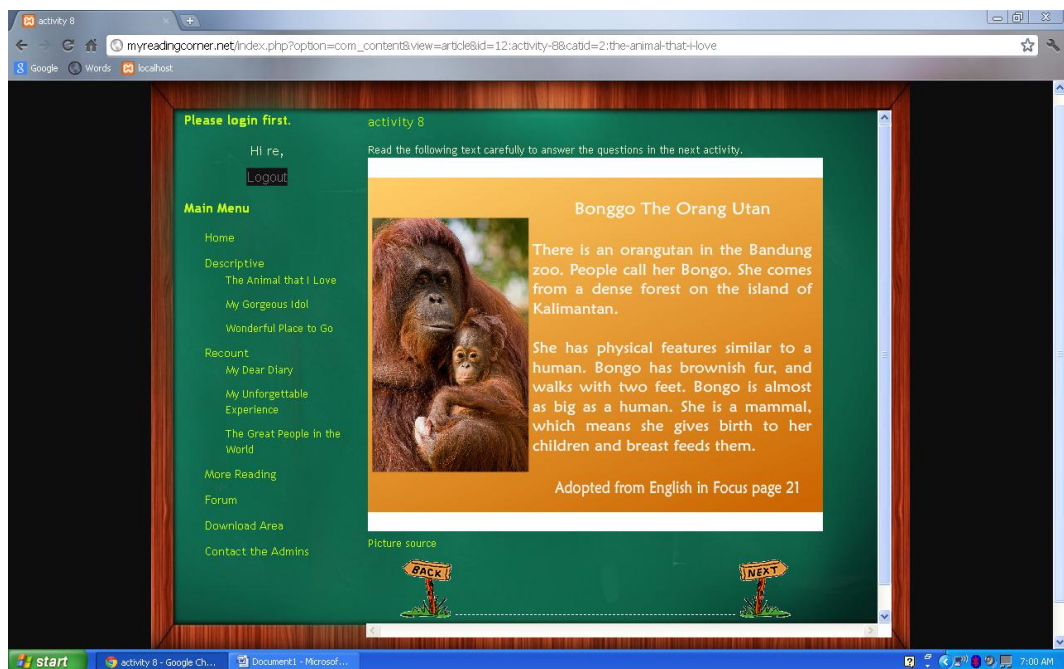 activity 8
myreadingcorner.net/index.php?option=com_content&view=article&id=12:activity-8&catid=2:the-animal-that-i-love
Google Words localhost
Please login first.
Hi re,
Logout
Main Menu
Home
Descriptive
The Animal that I Love
My Gorgeous Idol
Wonderful Place to Go
Recount
My Dear Diary
My Unforgettable
Experience
The Great People in the
World
More Reading
Forum
Download Area
Contact the Admins
activity 8
Read the following text carefully to answer the questions in the next activity.
Bonggo The Orang Utan
There is an orangutan in the Bandung
zoo. People call her Bongo. She comes
from a dense forest on the island of
Kalimantan.
She has physical features similar to a
human. Bongo has brownish fur, and
walks with two feet. Bongo is almost
as big as a human. She is a mammal,
which means she gives birth to her
children and breast feeds them.
Adopted from English in Focus page 21
Picture source
BACK
NEXT
start
activity 8 - Google Ch...
Document1 - Microsof...
7:00 AM